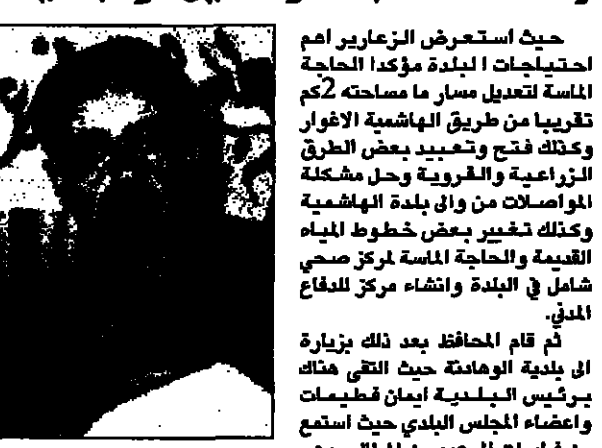 حيث استعرض الزعارير اهم
احتياجات البلدة مؤكدا الحاجة
الماسة لتعديل مسار ما مساحته 2كم
تقريبا من طريق الهاشمية الاغوار
وكذلك فتح وتعبيد بعض الطرق
الزراعية والقروية وحل مشكلة
المواصلات من والى بلدة الهاشمية
وكذلك تغيير بعض خطوط المياه
القديمة والحاجة الماسة لمركز صحي
شامل في البلدة وانشاء مركز للدفاع
المدني.
ثم قام المحافظ بعد ذلك بزيارة
الى بلدية الوهادنة حيث التقى هناك
برئيس البلدية ايمان قطيمات
واعضاء المجلس البلدي حيث استمع